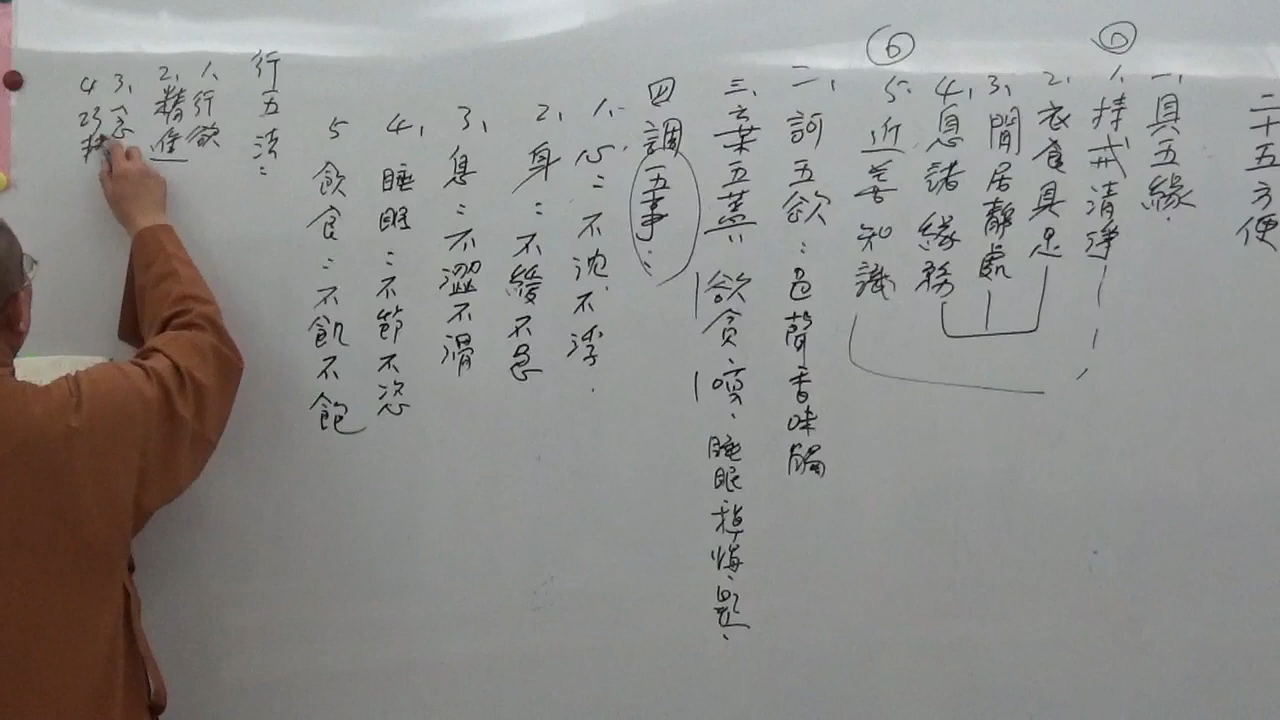 二十五方便
一、具五緣.
⑥
1、持戒清淨
2、衣食具足
3、閒居靜處
4、息諸緣務
⑥
5、近善知識
二、訶五欲：色聲香味觸
三、棄五蓋：欲貪、嗔、睡眠、掉悔、疑、
四調五事：
1、心：不沈不浮.
2、身：不緩不急
3、息：不澀不滑
4、睡眠：不節不恣
5 飲食：不飢不飽
行五法：
1、行欲
2、精進
3、念
4